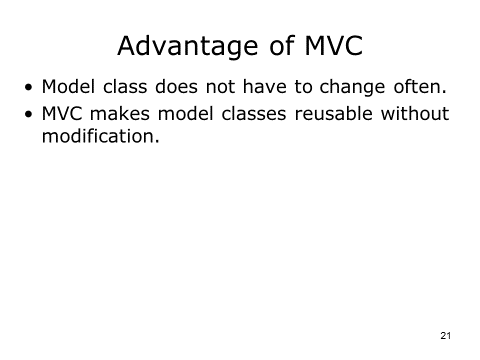 Advantage of MVC
• Model class does not have to change often.
• MVC makes model classes reusable without
modification.
21